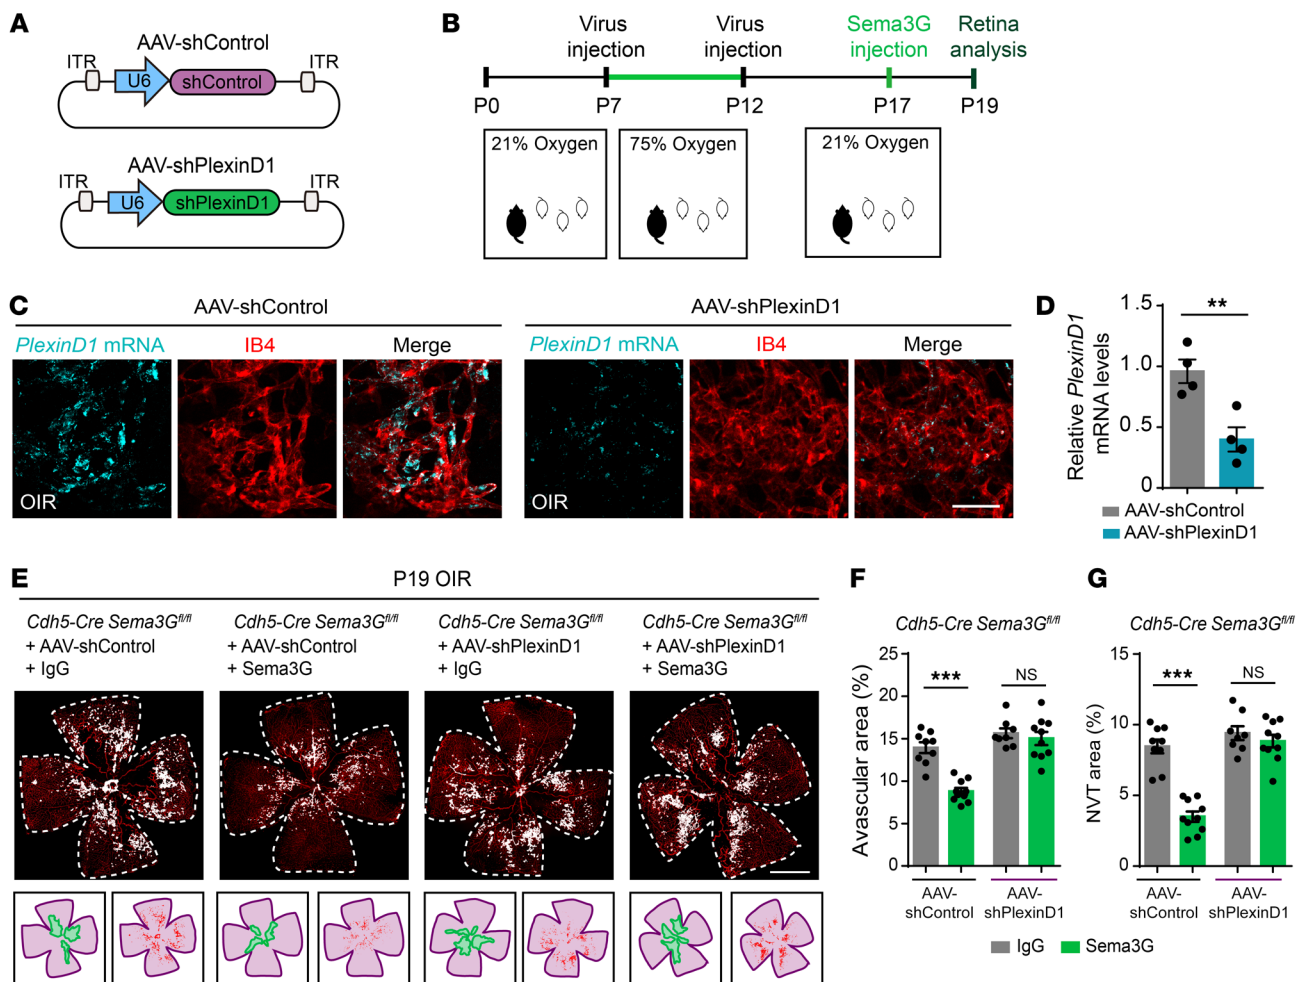 A
AAV-shControl
ITR
ITR
U6
shControl
AAV-shPlexinD1
ITR
ITR
U6
shPlexinD1
B
Virus injection
Virus injection
Sema3G injection
Retina analysis
P0
P7
P12
P17
P19
21% Oxygen
75% Oxygen
21% Oxygen
C
AAV-shControl
AAV-shPlexinD1
PlexinD1 mRNA
IB4
Merge
PlexinD1 mRNA
IB4
Merge
OIR
OIR
D
Relative PlexinD1 mRNA levels
1.5
1.0
0.5
0
**
AAV-shControl
AAV-shPlexinD1
E
P19 OIR
Cdh5-Cre Sema3Gfl/fl
+ AAV-shControl
+ IgG
Cdh5-Cre Sema3Gfl/fl
+ AAV-shControl
+ Sema3G
Cdh5-Cre Sema3Gfl/fl
+ AAV-shPlexinD1
+ IgG
Cdh5-Cre Sema3Gfl/fl
+ AAV-shPlexinD1
+ Sema3G
F
Cdh5-Cre Sema3Gfl/fl
Avascular area (%)
25
20
15
10
5
0
***
NS
AAV-shControl
AAV-shPlexinD1
G
Cdh5-Cre Sema3Gfl/fl
NVT area (%)
15
10
5
0
***
NS
AAV-shControl
AAV-shPlexinD1
IgG
Sema3G